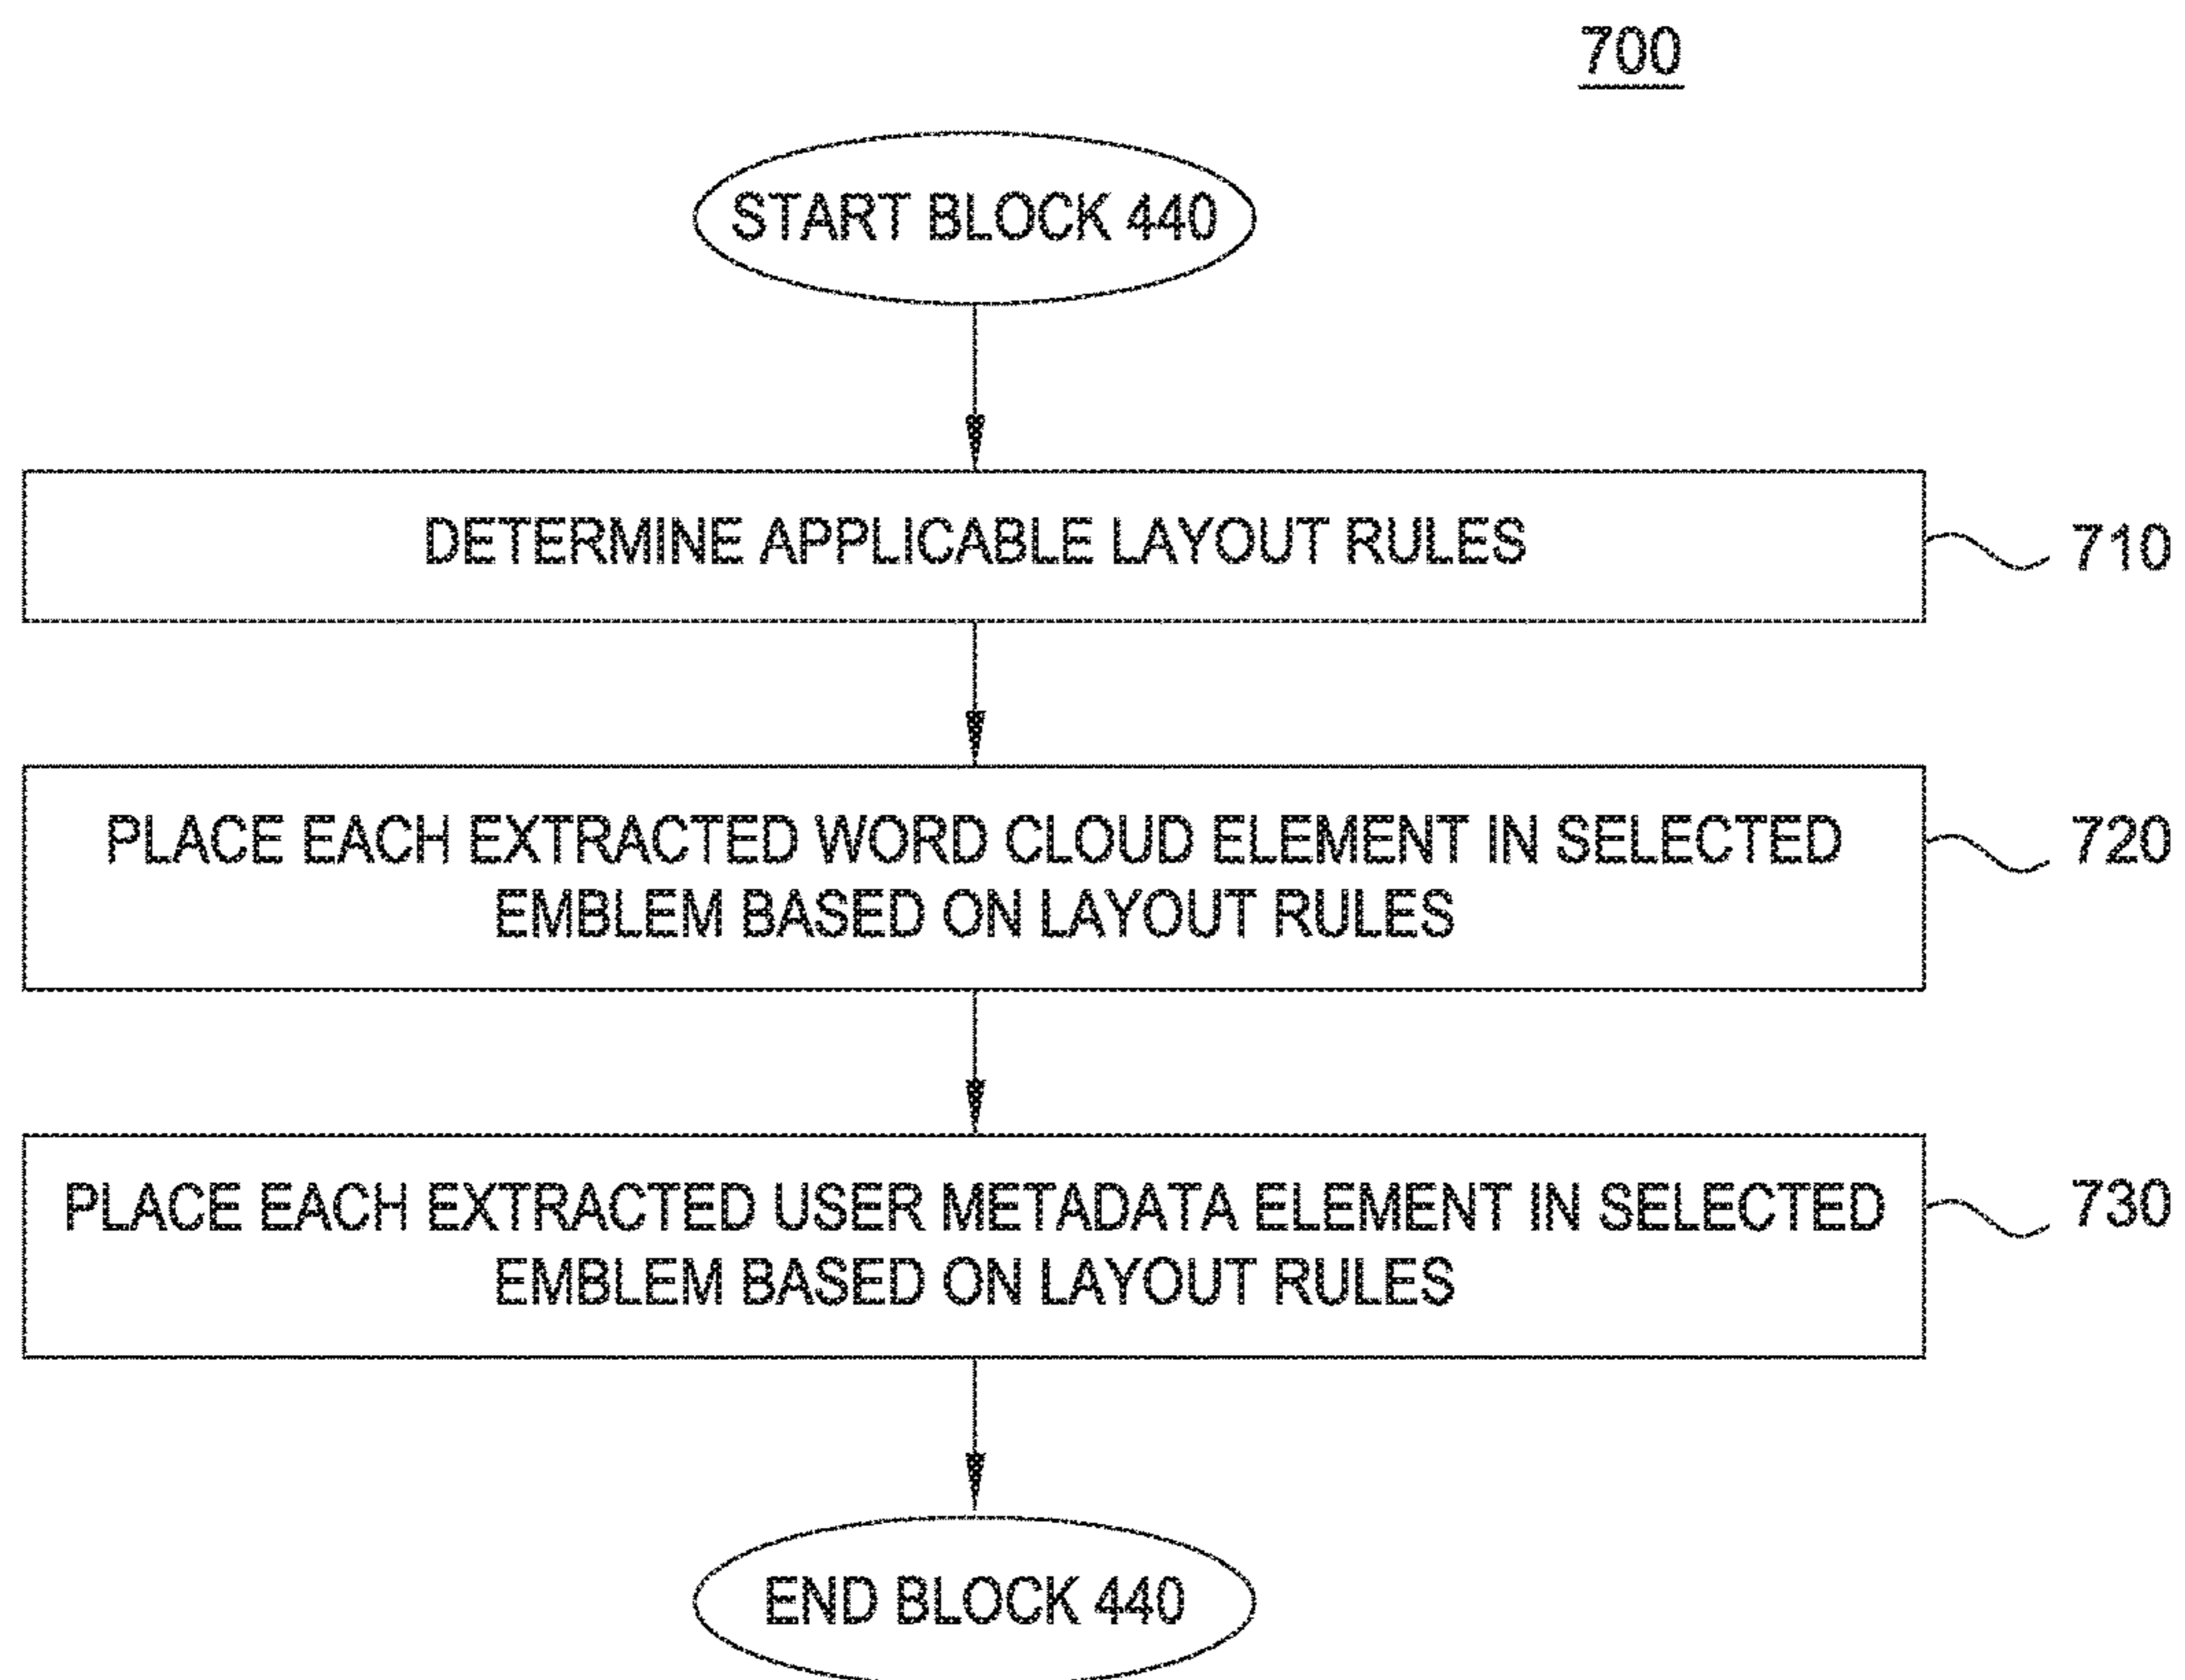 700
START BLOCK 440
DETERMINE APPLICABLE LAYOUT RULES
710
PLACE EACH EXTRACTED WORD CLOUD ELEMENT IN SELECTED
EMBLEM BASED ON LAYOUT RULES
720
PLACE EACH EXTRACTED USER METADATA ELEMENT IN SELECTED
EMBLEM BASED ON LAYOUT RULES
730
END BLOCK 440